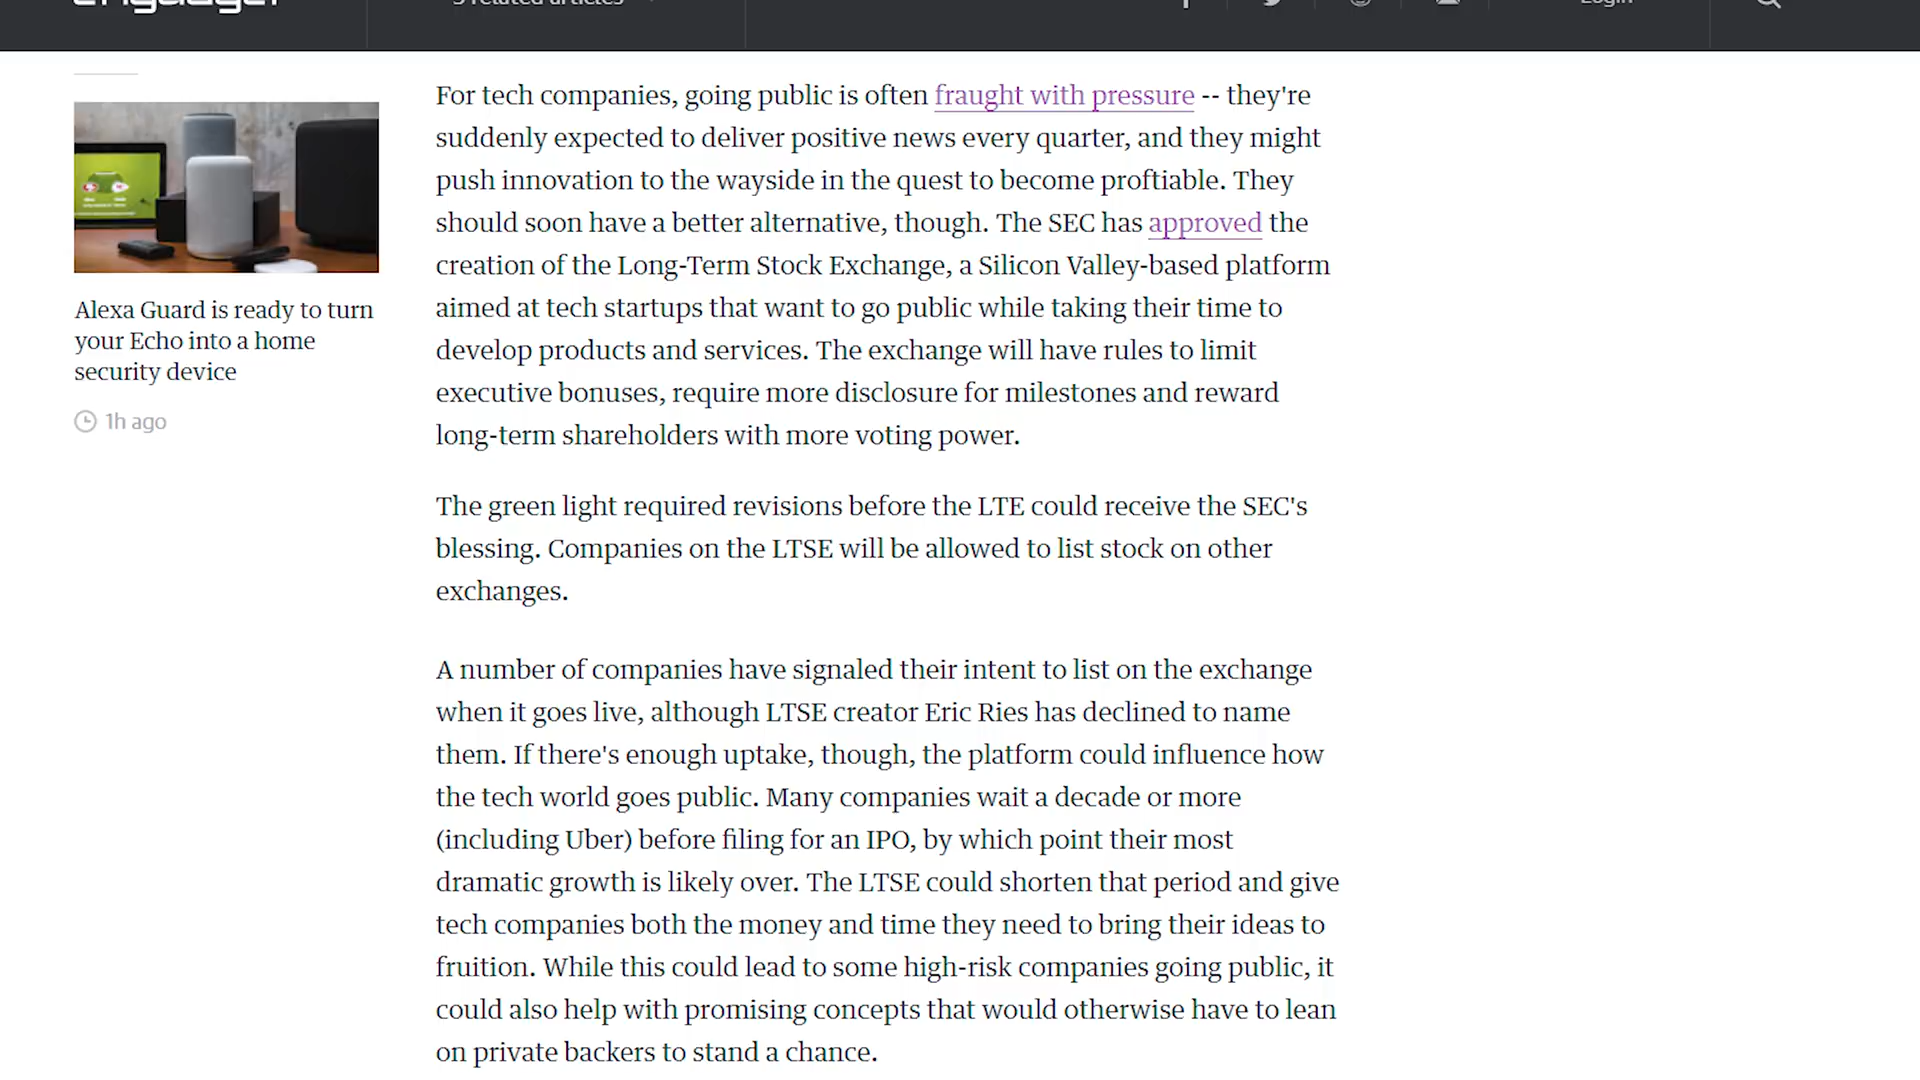 engadget
5 related articles
Login
Alexa Guard is ready to turn
your Echo into a home
security device
1h ago
For tech companies, going public is often fraught with pressure -- they're
suddenly expected to deliver positive news every quarter, and they might
push innovation to the wayside in the quest to become proftiable. They
should soon have a better alternative, though. The SEC has approved the
creation of the Long-Term Stock Exchange, a Silicon Valley-based platform
aimed at tech startups that want to go public while taking their time to
develop products and services. The exchange will have rules to limit
executive bonuses, require more disclosure for milestones and reward
long-term shareholders with more voting power.
The green light required revisions before the LTE could receive the SEC's
blessing. Companies on the LTSE will be allowed to list stock on other
exchanges.
A number of companies have signaled their intent to list on the exchange
when it goes live, although LTSE creator Eric Ries has declined to name
them. If there's enough uptake, though, the platform could influence how
the tech world goes public. Many companies wait a decade or more
(including Uber) before filing for an IPO, by which point their most
dramatic growth is likely over. The LTSE could shorten that period and give
tech companies both the money and time they need to bring their ideas to
fruition. While this could lead to some high-risk companies going public, it
could also help with promising concepts that would otherwise have to lean
on private backers to stand a chance.